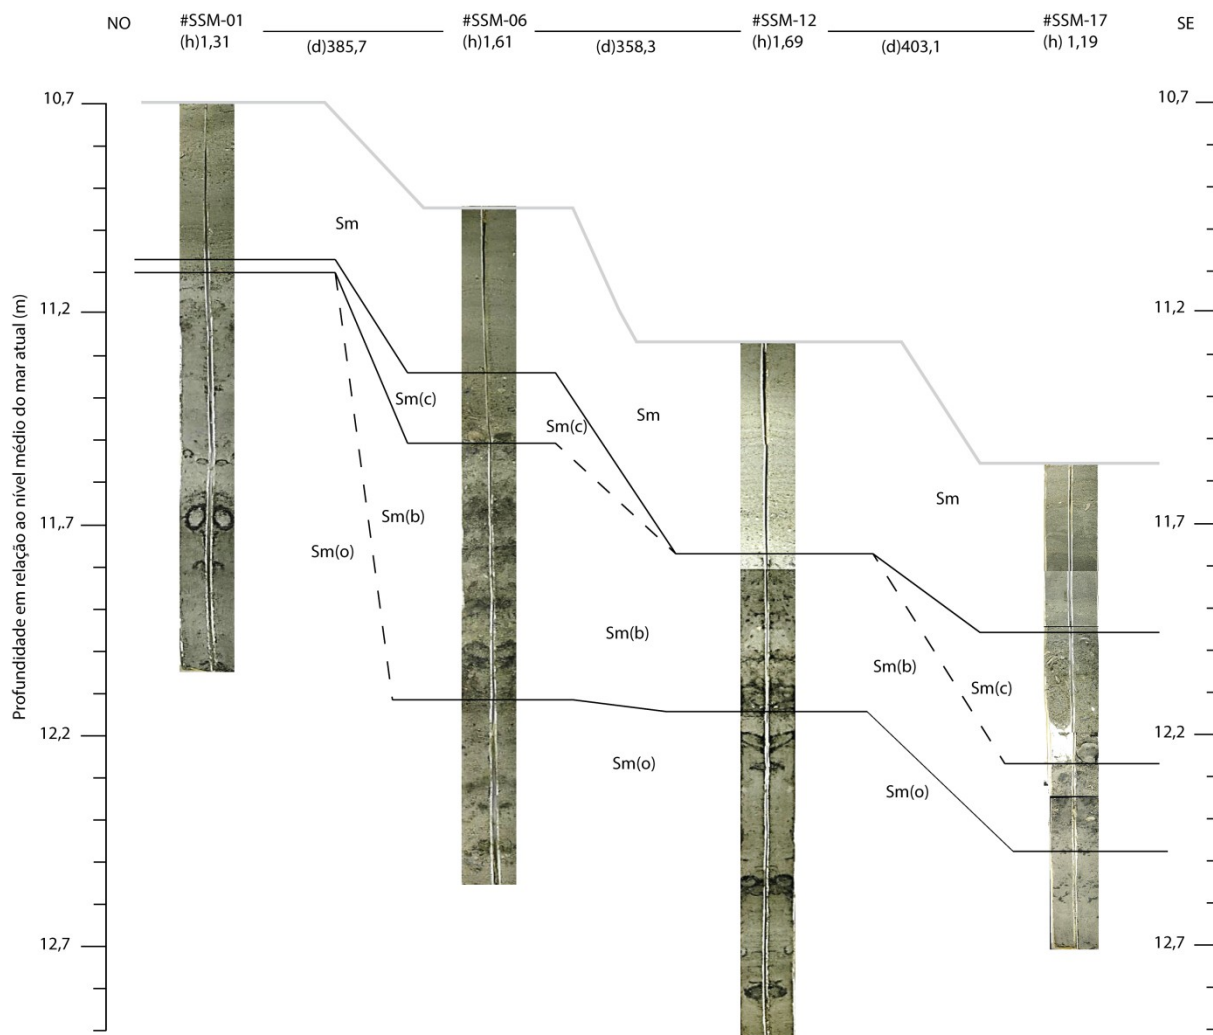 NO
#SSM-01
(h)1,31
(d)385,7
#SSM-06
(h)1,61
(d)358,3
#SSM-12
(h)1,69
(d)403,1
#SSM-17
(h) 1,19
SE
10,7
10,7
Sm
11,2
11,2
Sm(c)
Sm(c)
Sm
Sm
11,.7
11,7
Sm(o)
Sm(b)
Sm(b)
Sm(b)
Sm(c)
12,2
12,2
Sm(o)
Sm(o)
12,7
12,7
Profundidade em relação ao nível médio do mar atual (m)